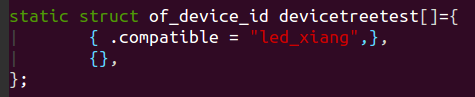 static struct of_device_id devicetreetest[]={
| { .compatible = "led_xiang",},
| {},
};